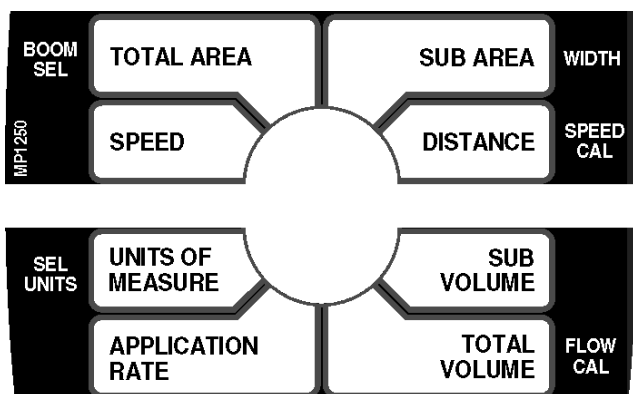 BOOM
SEL
TOTAL AREA
SUB AREA
WIDTH
MP1250
SPEED
DISTANCE
SPEED
CAL
SEL
UNITS
UNITS OF
MEASURE
SUB
VOLUME
APPLICATION
RATE
TOTAL
VOLUME
FLOW
CAL